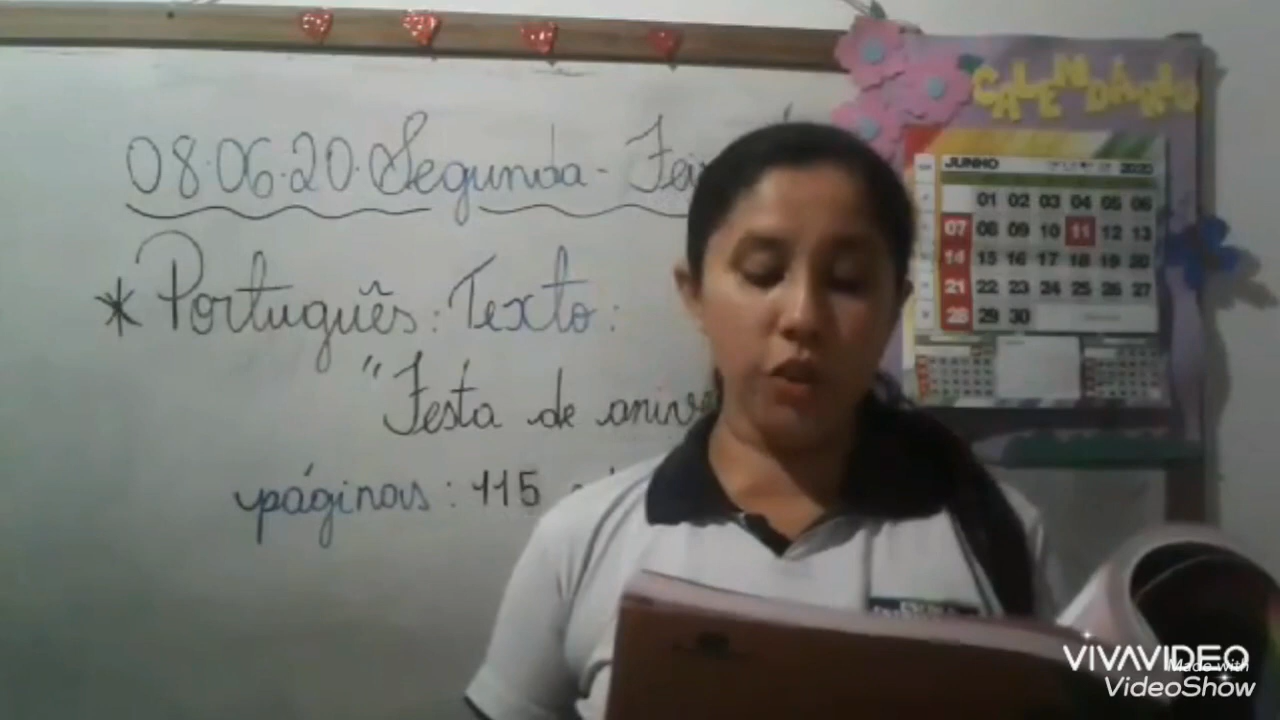 08.06.20. Segunda-Fei
* Português: Texto:
"Festa de anive
páginas: 115
CALENDÁRIO
JUNHO 2020
01 02 03 04 05 06
07 08 09 10 11 12 13
14 15 16 17 18 19 20
21 22 23 24 25 26 27
28 29 30
VIVAVIDEO
Made with
VideoShow